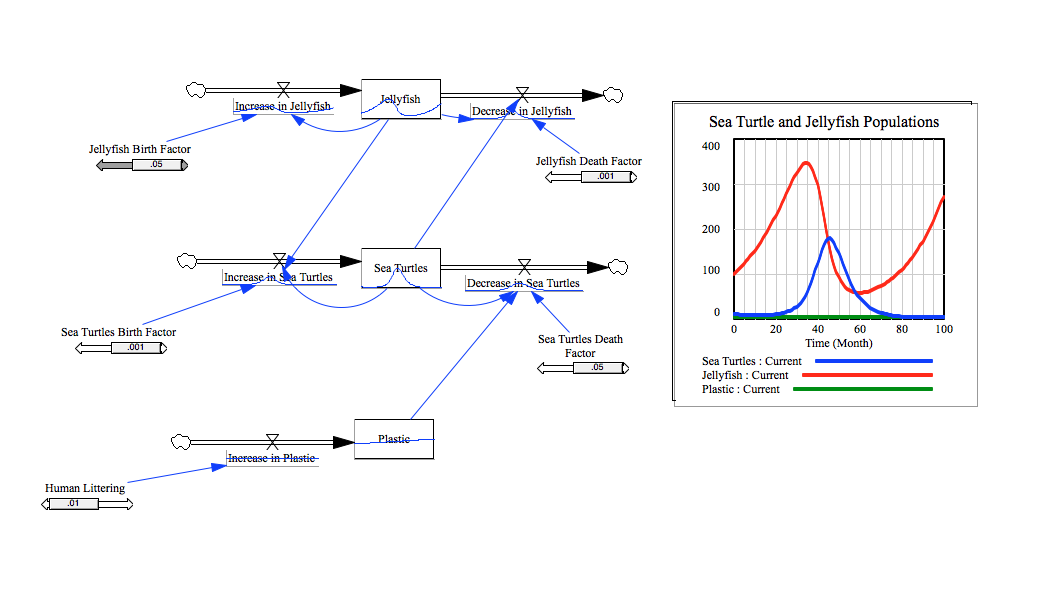 Jellyfish
Increase in Jellyfish
Decrease in Jellyfish
Jellyfish Birth Factor
.05
Jellyfish Death Factor
.001
Sea Turtles
Increase in Sea Turtles
Decrease in Sea Turtles
Sea Turtles Birth Factor
.001
Sea Turtles Death
Factor
.05
Plastic
Increase in Plastic
Human Littering
.01
Sea Turtle and Jellyfish Populations
400
300
200
100
0
0 20 40 60 80 100
Time (Month)
Sea Turtles : Current
Jellyfish : Current
Plastic : Current